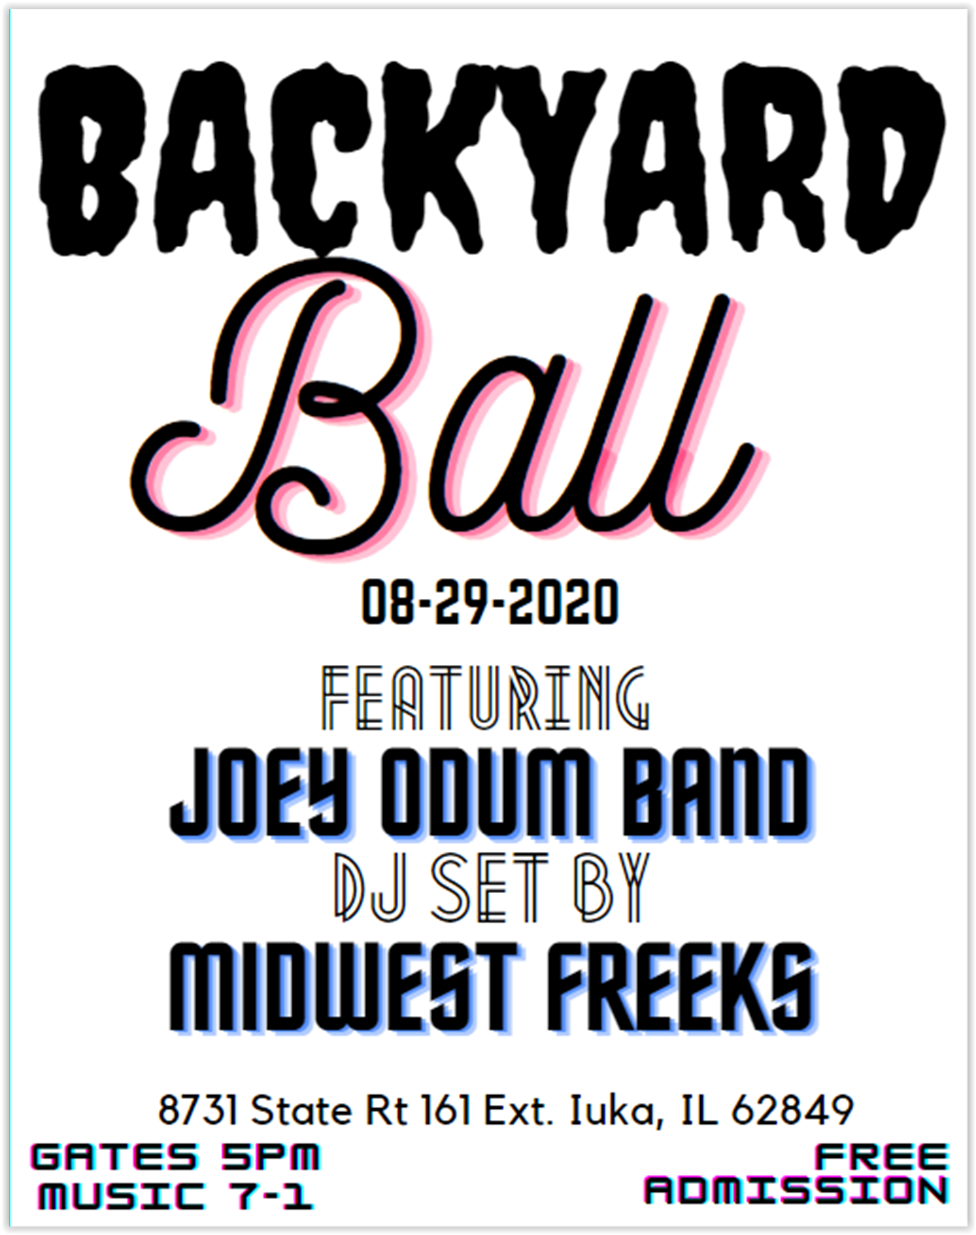 BACKYARD
Ball
08-29-2020
FEATURING
JOEY ODUM BAND
DJ SET BY
MIDWEST FREEKS
8731 State Rt 161 Ext. Iuka, IL 62849
GATES 5PM
MUSIC 7-1
FREE
ADMISSION